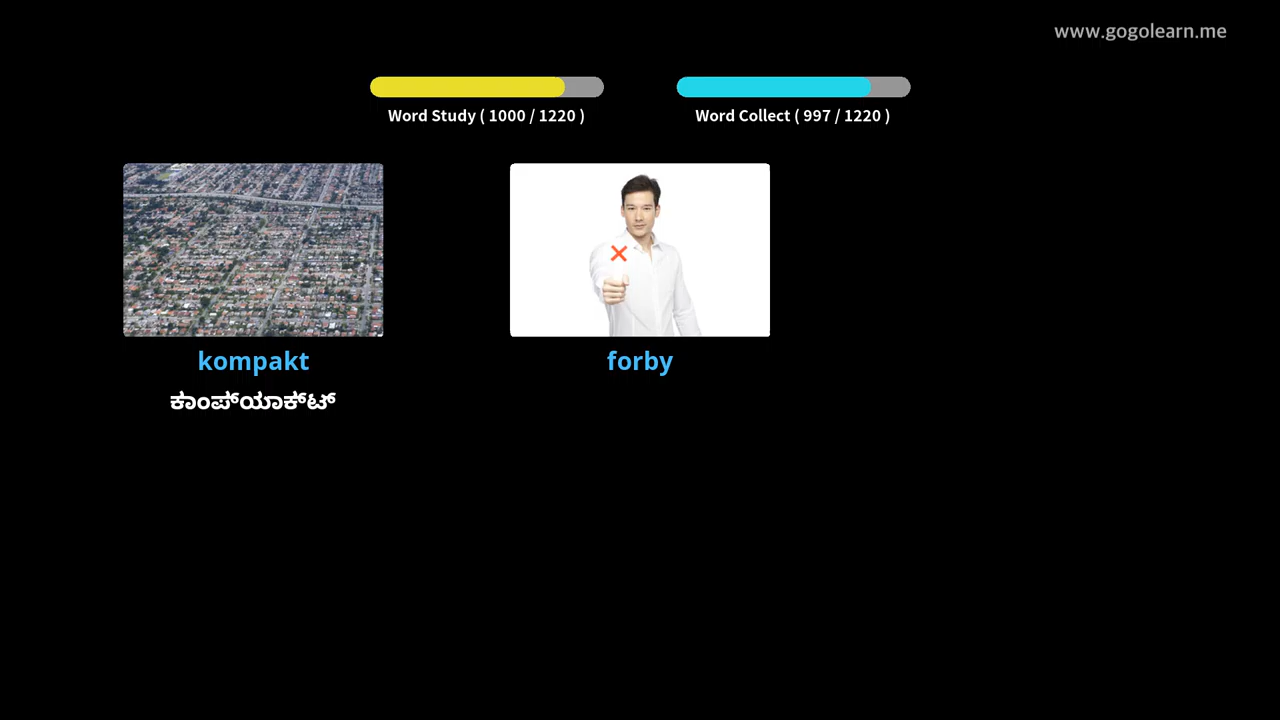 www.gogolearn.me
Word Study ( 1000 / 1220 )
Word Collect ( 997 / 1220 )
kompakt
forby
ಕಾಂಪ್‌ಯಾಕ್‌ಟ್